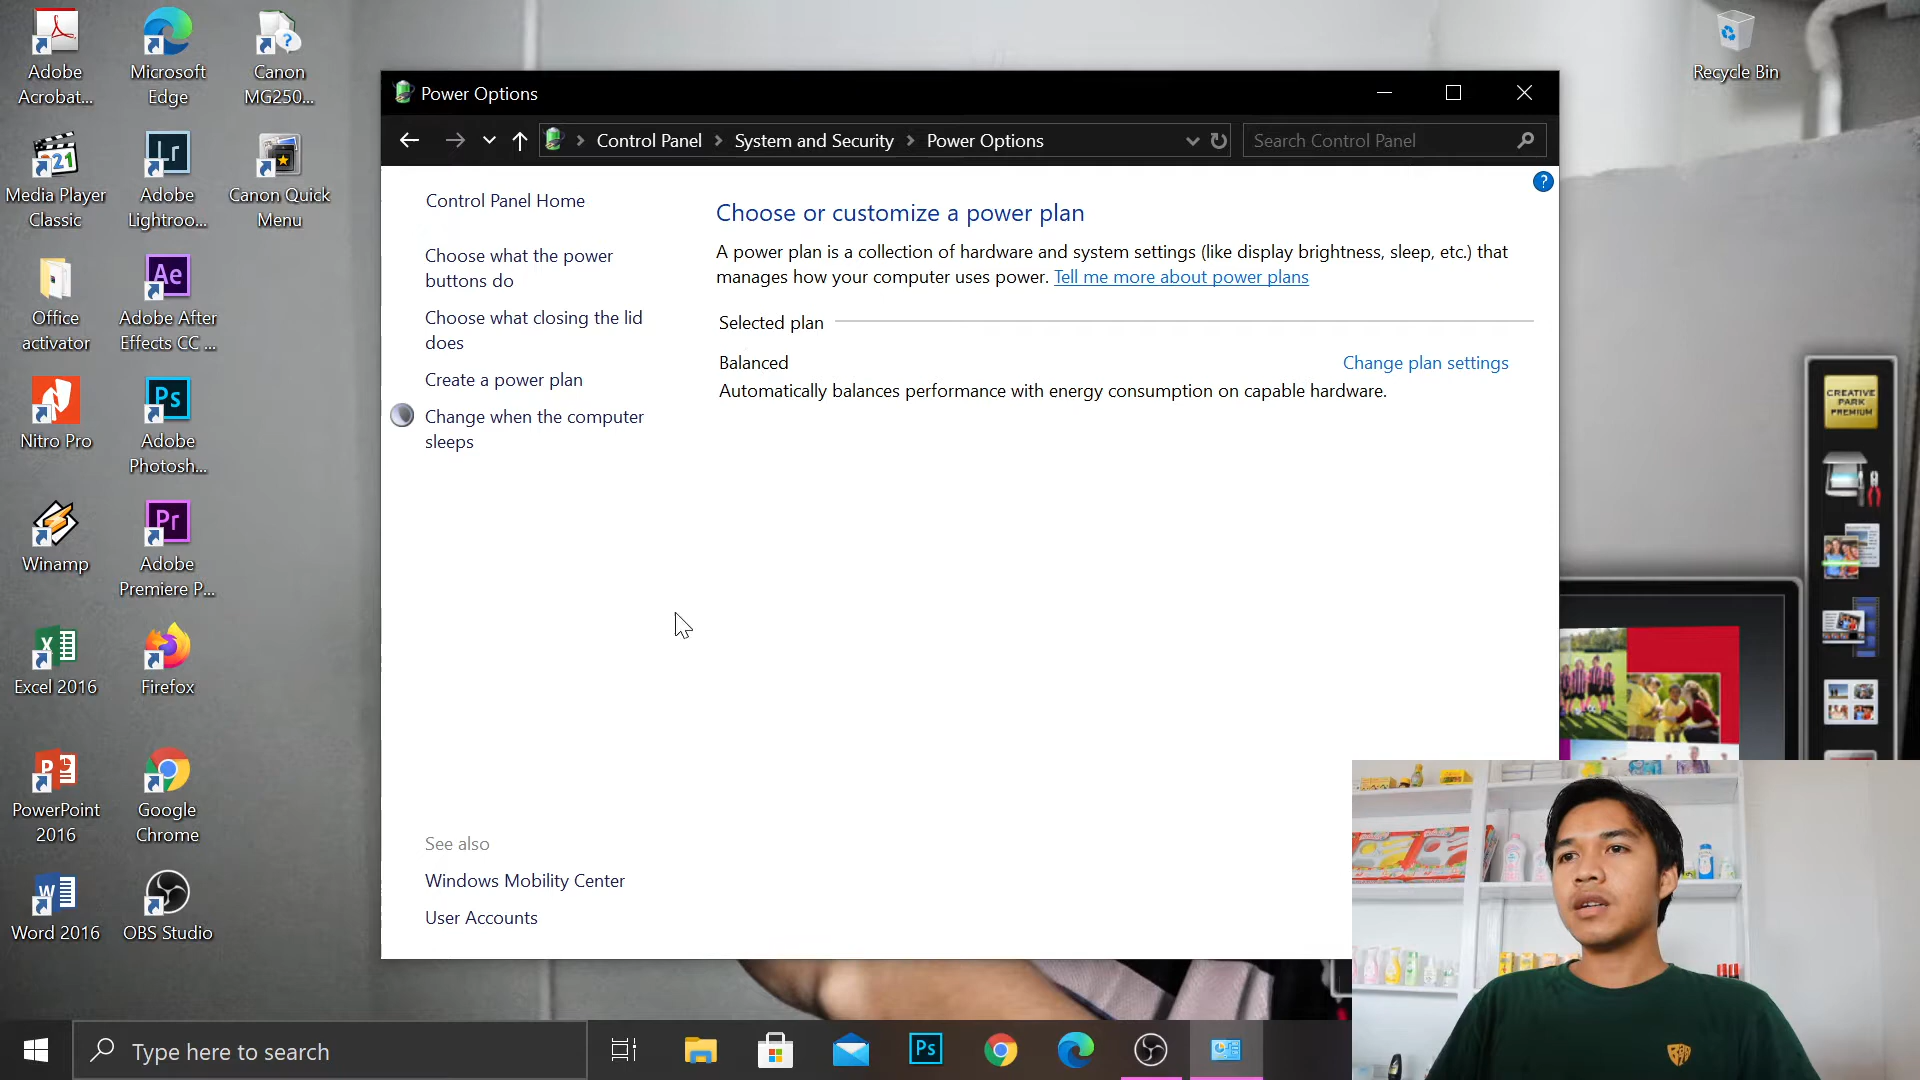 Adobe
Acrobat...
Microsoft
Edge
Canon
MG250...
Recycle Bin
Media Player
Classic
Adobe
Lightroo...
Canon Quick
Menu
Office
activator
Adobe After
Effects CC ...
Nitro Pro
Adobe
Photosh...
Winamp
Adobe
Premiere P...
Excel 2016
Firefox
PowerPoint
2016
Google
Chrome
Word 2016
OBS Studio
321
Lr
Ae
Ps
Pr
Power Options
Control Panel
System and Security
Power Options
Search Control Panel
?
Control Panel Home
Choose what the power
buttons do
Choose what closing the lid
does
Create a power plan
Change when the computer
sleeps
See also
Windows Mobility Center
User Accounts
Choose or customize a power plan
A power plan is a collection of hardware and system settings (like display brightness, sleep, etc.) that
manages how your computer uses power. Tell me more about power plans
Selected plan
Balanced
Change plan settings
Automatically balances performance with energy consumption on capable hardware.
CREATIVE
PARK
PREMIUM
Type here to search
Ps